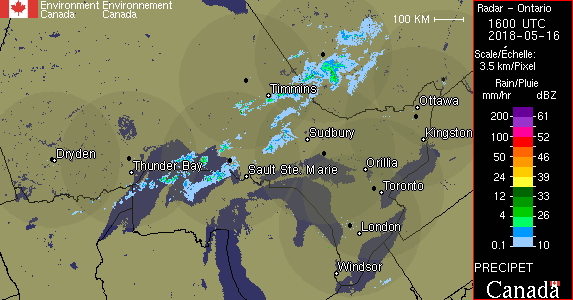 Environment Environnement
Canada Canada
100 KM
Timmins
Ottawa
Sudbury
Kingston
Dryden
Thunder Bay
Sault Ste. Marie
Orillia
Toronto
London
Windsor
Radar - Ontario
1600 UTC
2018-05-16
Scale/Échelle:
3.5 km/Pixel
Rain/Pluie
mm/hr dBZ
200 61
100 52
50 46
24 39
12 33
4 26
0.1 10
PRECIPET
Canada